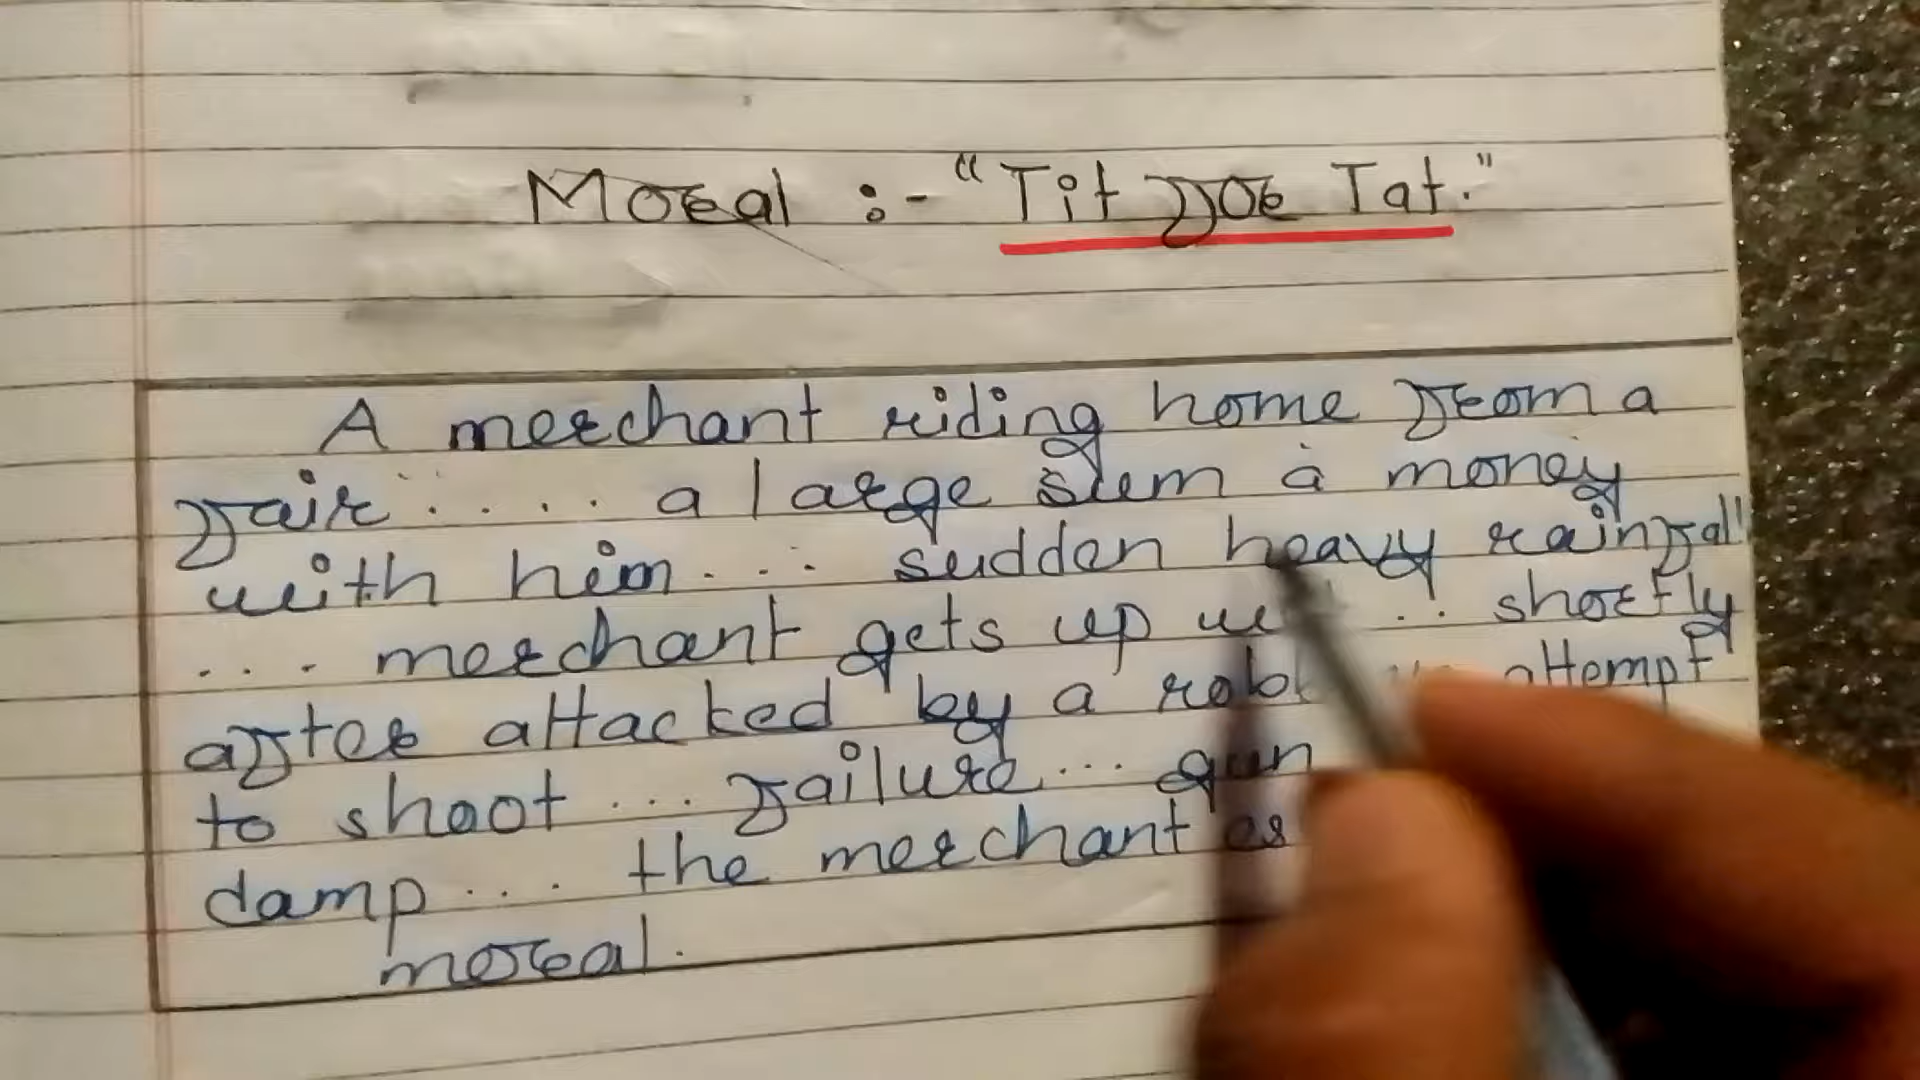 Moral :- "Tit for Tat."
A merchant riding home from a
fair .... a large sum a money
with him... sudden heavy rainfall
... merchant gets up ... shortly
after attacked by a attempt
to shoot ... failure... gun
damp.... the merchant
moral.